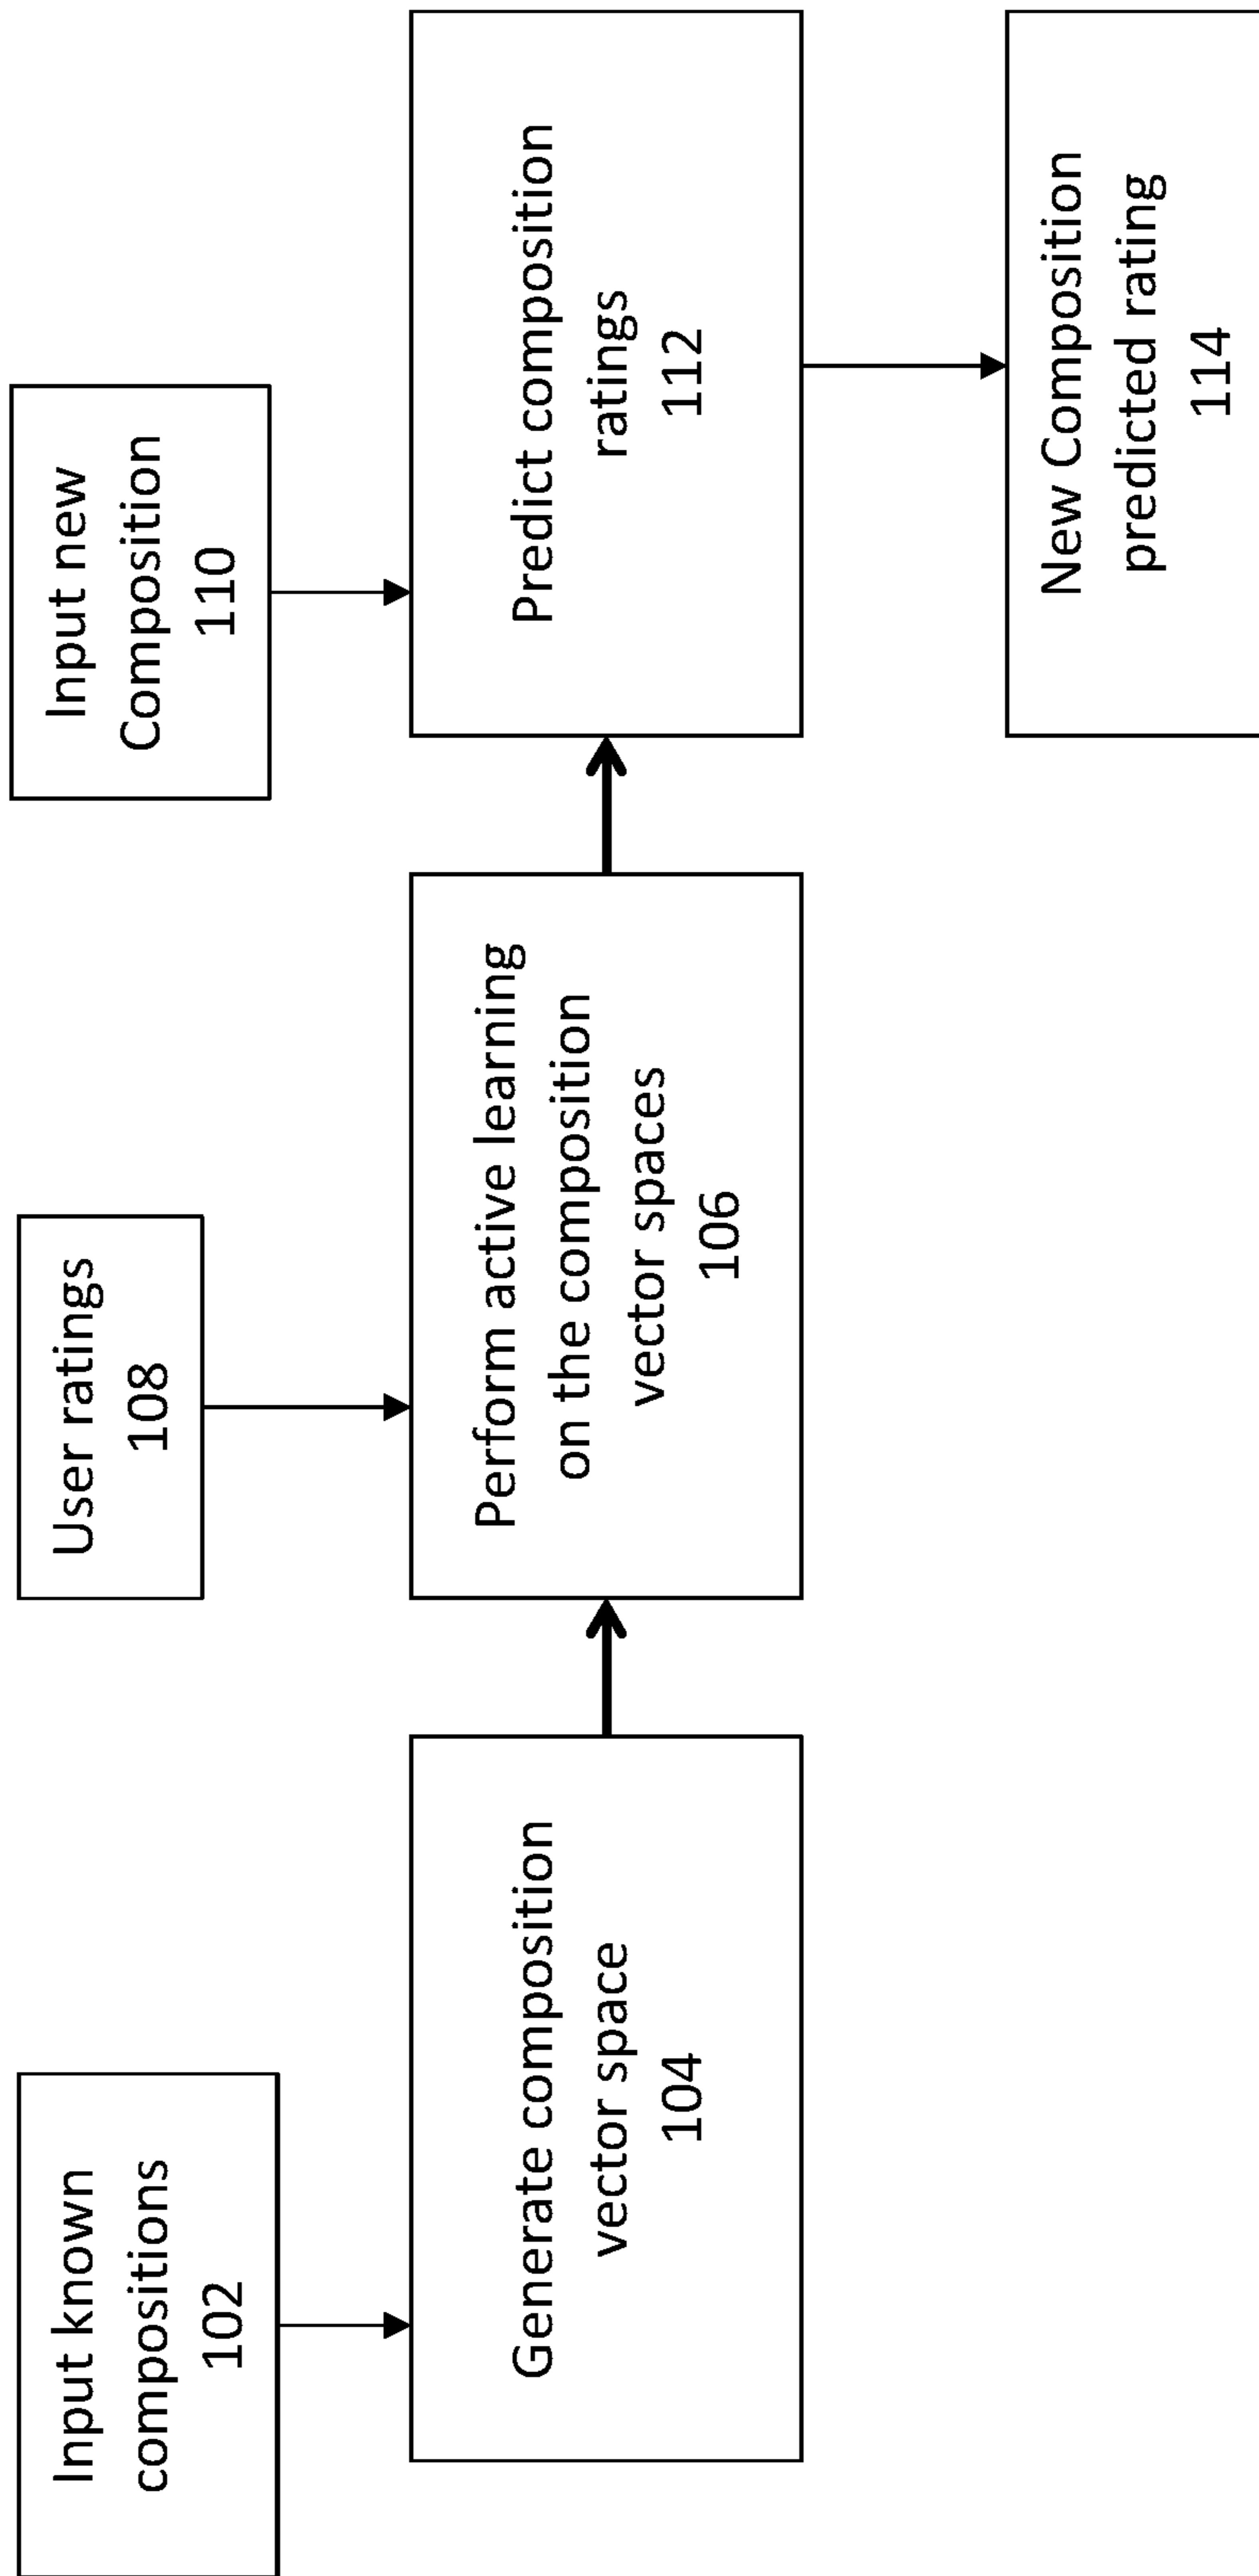 Input known
compositions
102
User ratings
108
Input new
Composition
110
Generate composition
vector space
104
Perform active learning
on the composition
vector spaces
106
Predict composition
ratings
112
New Composition
predicted rating
114